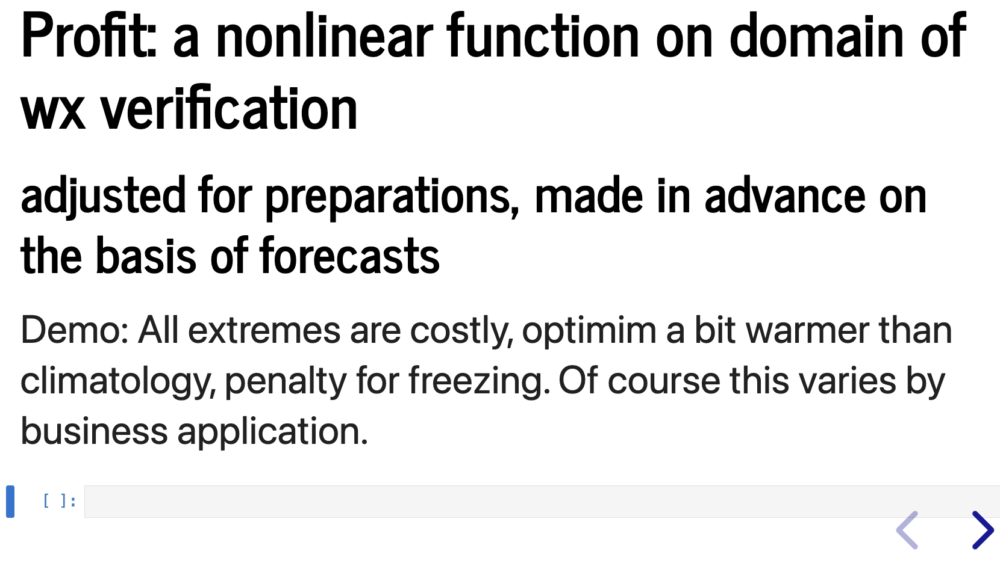 Profit: a nonlinear function on domain of
wx verification
adjusted for preparations, made in advance on
the basis of forecasts
Demo: All extremes are costly, optimim a bit warmer than
climatology, penalty for freezing. Of course this varies by
business application.
[ ]: